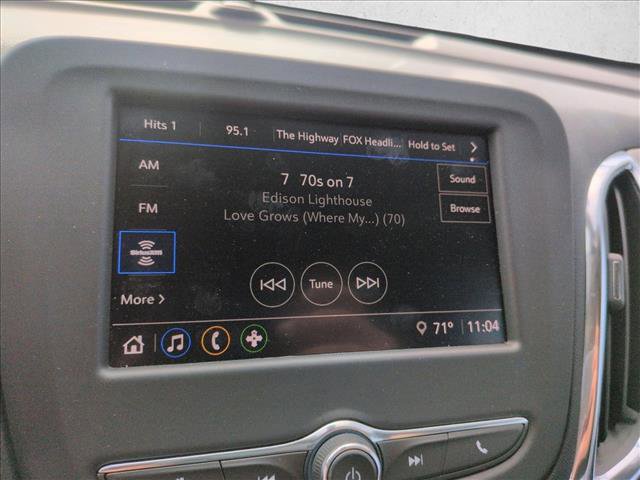 Hits 1 95.1 The Highway FOX Headli... Hold to Set
AM
FM
SiriusXM
More
7 70s on 7
Edison Lighthouse
Love Grows (Where My...) (70)
Sound
Browse
Tune
71° 11:04